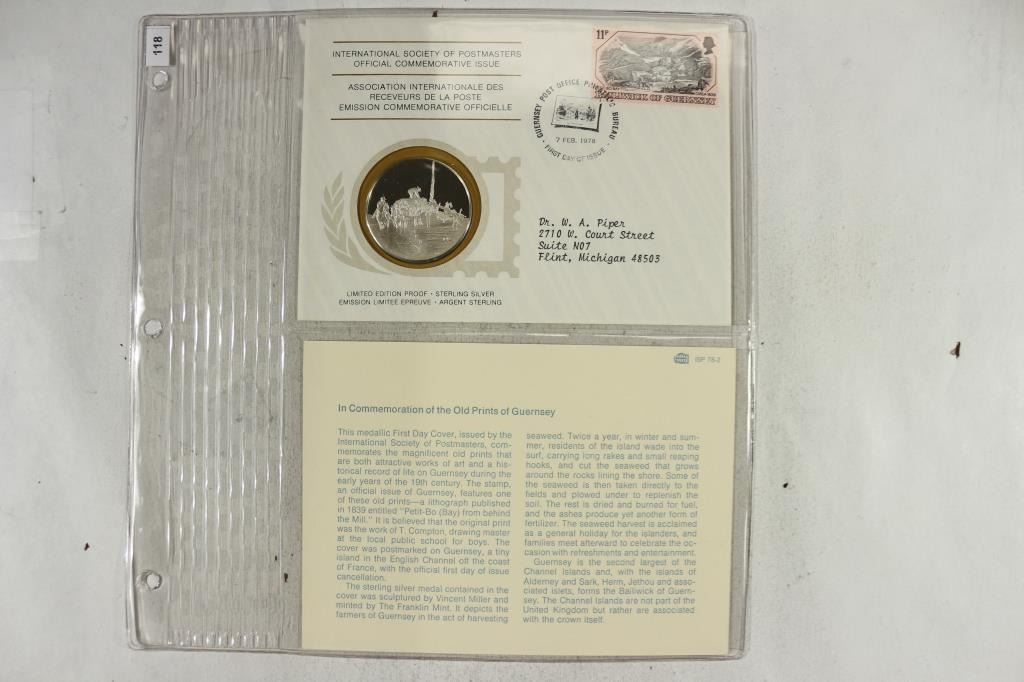 118
INTERNATIONAL SOCIETY OF POSTMASTERS
OFFICIAL COMMEMORATIVE ISSUE
ASSOCIATION INTERNATIONALE DES
RECEVEURS DE LA POSTE
EMISSION COMMEMORATIVE OFFICIELLE
11P
BAILIWICK OF GUERNSEY
GUERNSEY POST OFFICE PHILATELIC BUREAU
7 FEB. 1978
FIRST DAY OF ISSUE
Dr. W. A. Piper
2710 W. Court Street
Suite N07
Flint, Michigan 48503
LIMITED EDITION PROOF · STERLING SILVER
EMISSION LIMITEE EPREUVE · ARGENT STERLING
ISP 78-2
In Commemoration of the Old Prints of Guernsey
This medallic First Day Cover, issued by the
International Society of Postmasters, com-
memorates the magnificent old prints that
are both attractive works of art and a his-
torical record of life on Guernsey during the
early years of the 19th century. The stamp,
an official issue of Guernsey, features one
of these old prints—a lithograph published
in 1839 entitled "Petit-Bo (Bay) from behind
the Mill." It is believed that the original print
was the work of T. Compton, drawing master
at the local public school for boys. The
cover was postmarked on Guernsey, a tiny
island in the English Channel off the coast
of France, with the official first day of issue
cancellation.
The sterling silver medal contained in the
cover was sculptured by Vincent Miller and
minted by The Franklin Mint. It depicts the
farmers of Guernsey in the act of harvesting
seaweed. Twice a year, in winter and sum-
mer, residents of the island wade into the
surf, carrying long rakes and small reaping
hooks, and cut the seaweed that grows
around the rocks lining the shore. Some of
the seaweed is then taken directly to the
fields and plowed under to replenish the
soil. The rest is dried and burned for fuel,
and the ashes produce yet another form of
fertilizer. The seaweed harvest is acclaimed
as a general holiday for the islanders, and
families meet afterward to celebrate the oc-
casion with refreshments and entertainment.
Guernsey is the second largest of the
Channel Islands and, with the islands of
Alderney and Sark, Herm, Jethou and asso-
ciated islets, forms the Bailiwick of Guern-
sey. The Channel Islands are not part of the
United Kingdom but rather are associated
with the crown itself.